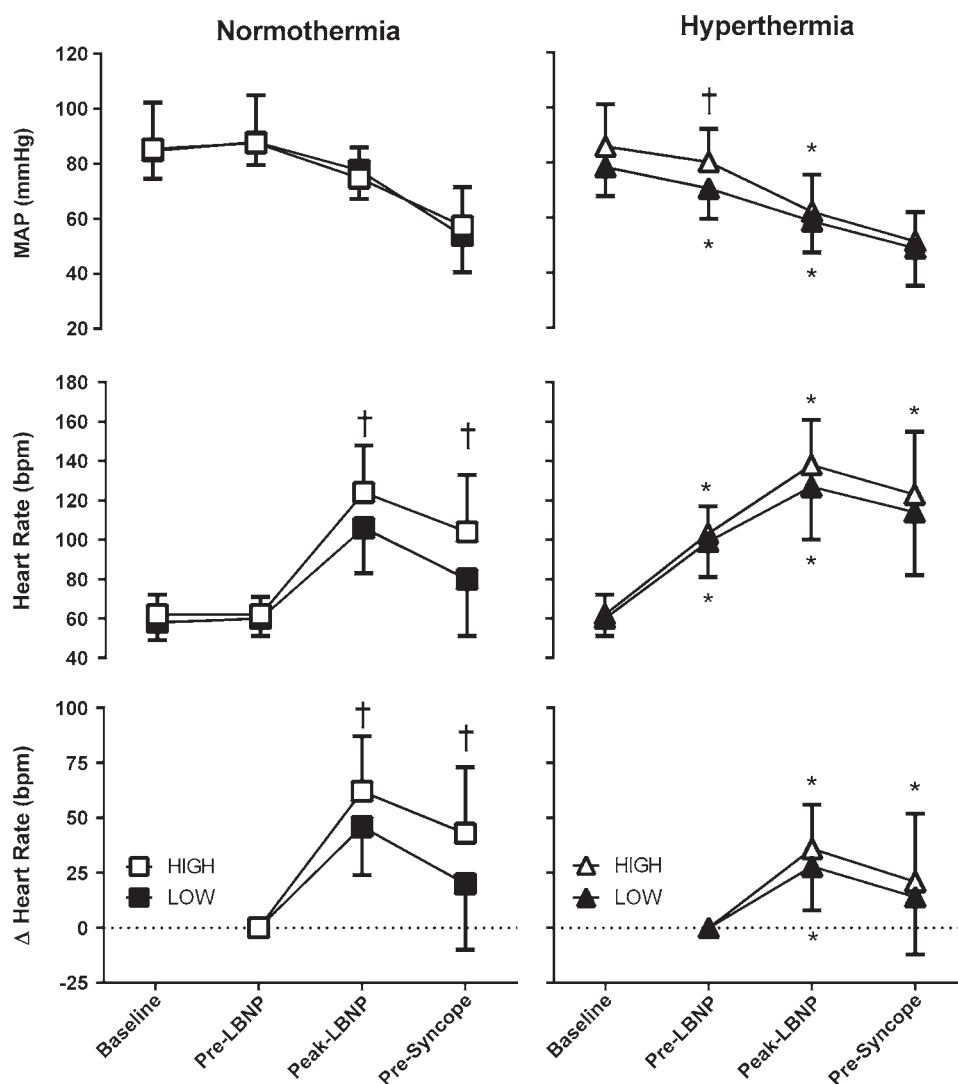 Normothermia
Hyperthermia
MAP (mmHg)
120
100
80
60
40
20
†
*
*
*
*
Heart Rate (bpm)
180
160
140
120
100
80
60
40
†
†
*
*
*
*
*
Δ Heart Rate (bpm)
100
75
50
25
0
-25
†
†
HIGH
LOW
*
*
*
HIGH
LOW
Baseline
Pre-LBNP
Peak-LBNP
Pre-Syncope
Baseline
Pre-LBNP
Peak-LBNP
Pre-Syncope